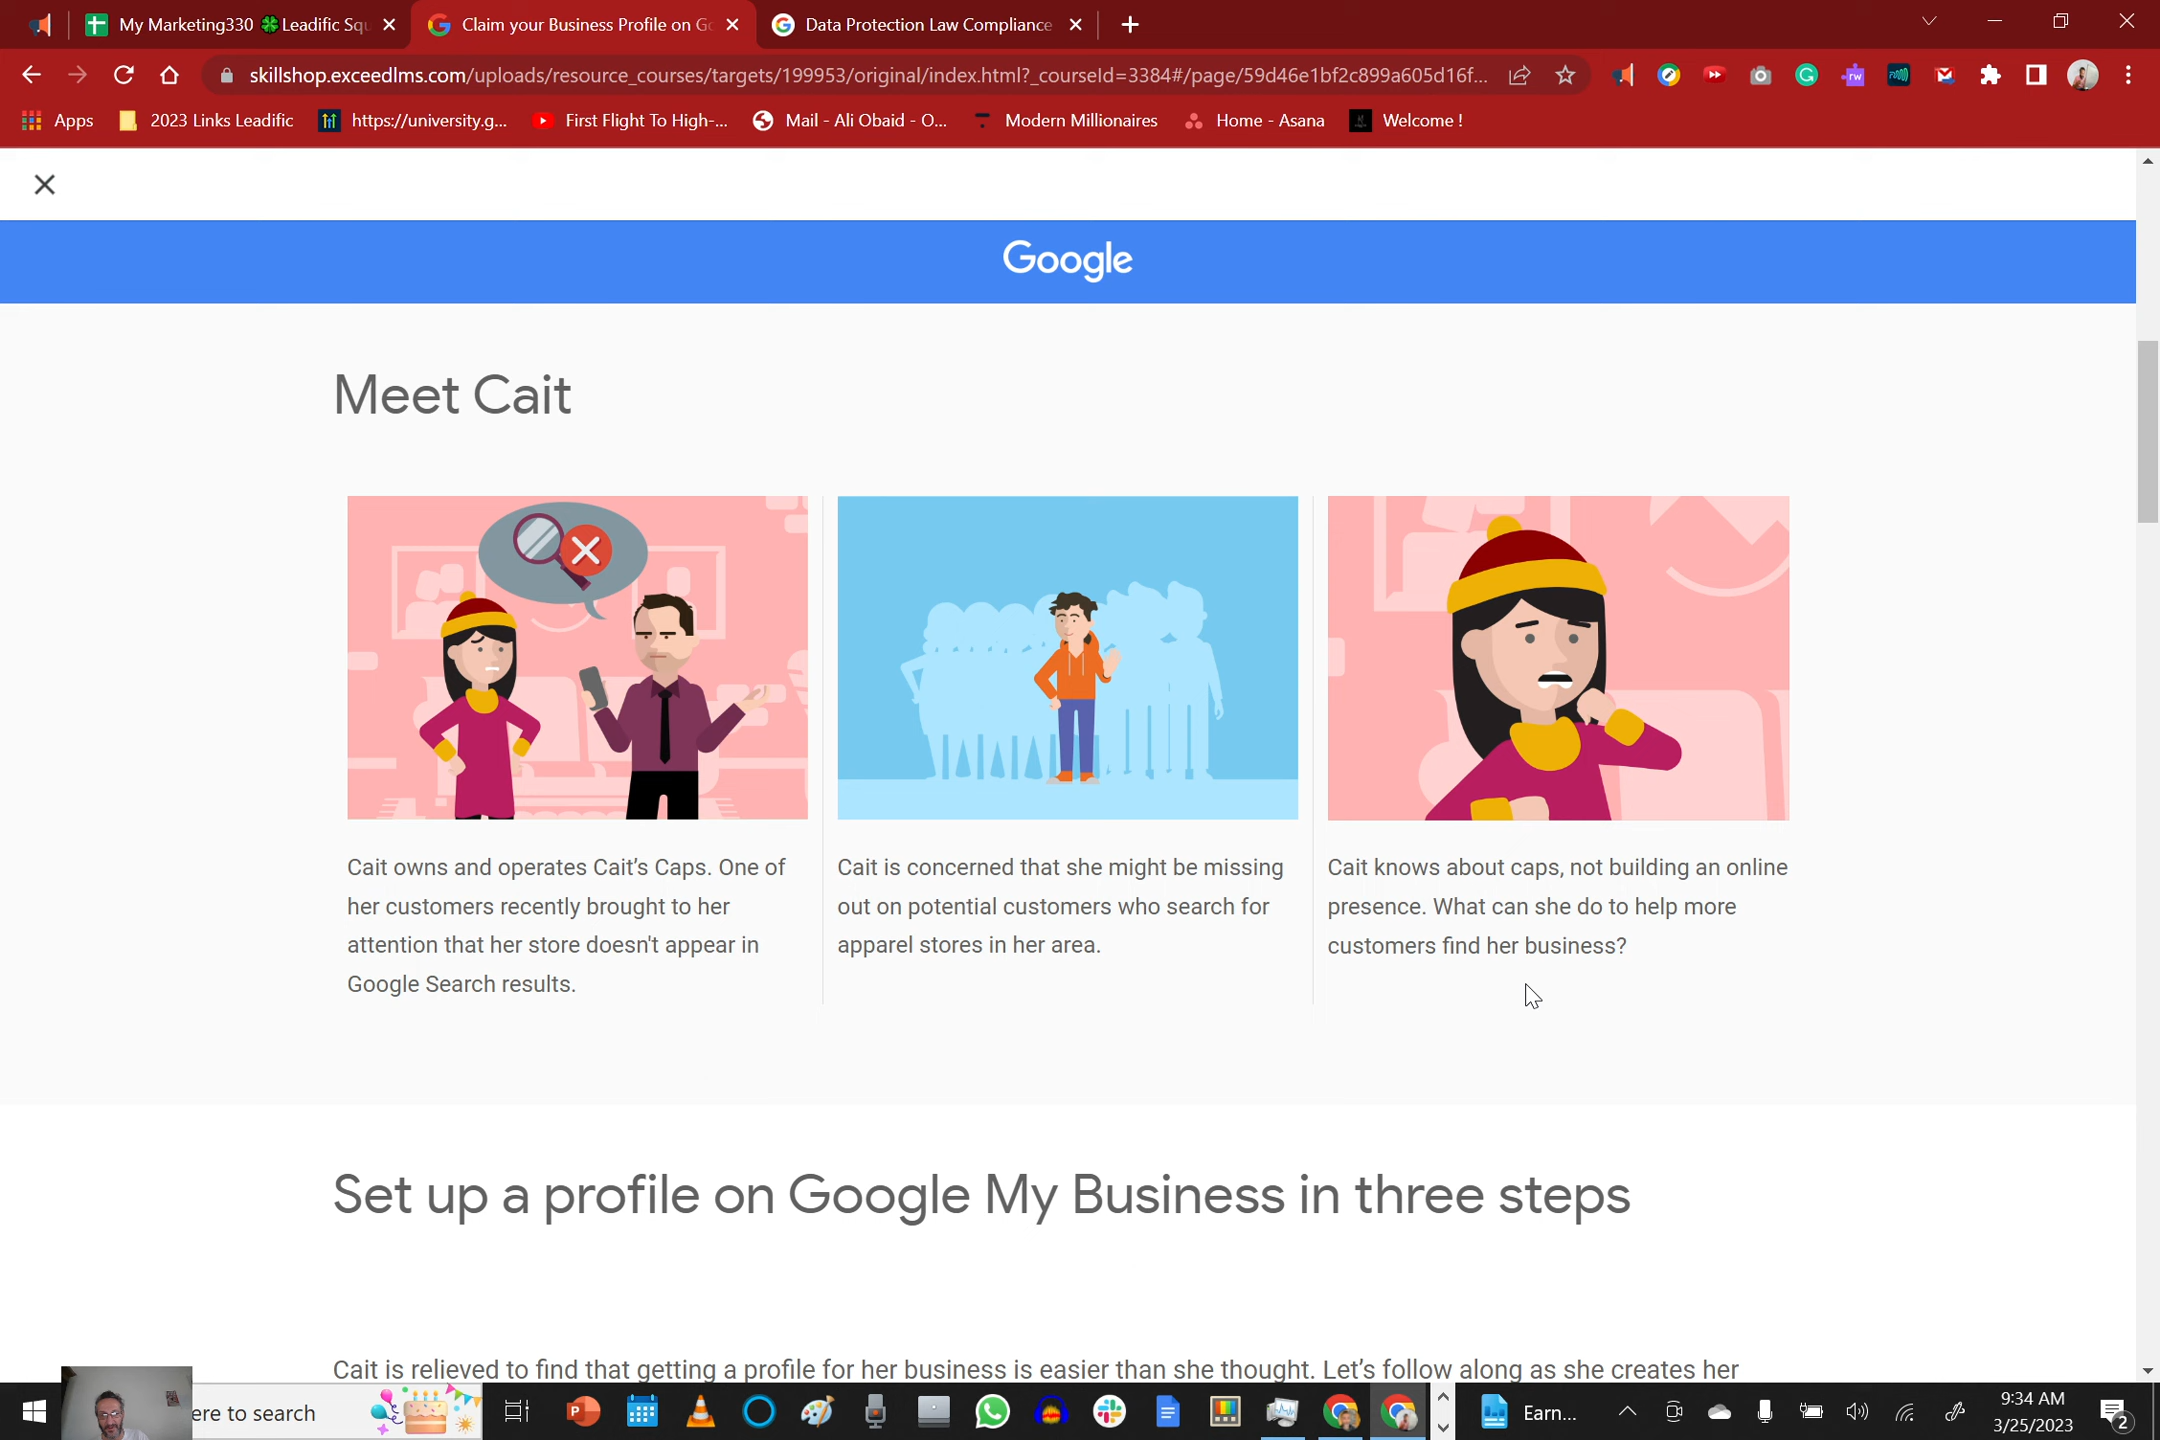 My Marketing330 🍀Leadific Squ
Claim your Business Profile on Go
Data Protection Law Compliance
skillshop.exceedlms.com/uploads/resource_courses/targets/199953/original/index.html?_courseId=3384#/page/59d46e1bf2c899a605d16f...
Apps
2023 Links Leadific
https://university.g...
First Flight To High-...
Mail - Ali Obaid - O...
Modern Millionaires
Home - Asana
Welcome !
Google
Meet Cait
Cait owns and operates Cait’s Caps. One of
her customers recently brought to her
attention that her store doesn't appear in
Google Search results.
Cait is concerned that she might be missing
out on potential customers who search for
apparel stores in her area.
Cait knows about caps, not building an online
presence. What can she do to help more
customers find her business?
Set up a profile on Google My Business in three steps
Cait is relieved to find that getting a profile for her business is easier than she thought. Let’s follow along as she creates her
ere to search
Earn...
9:34 AM
3/25/2023
2